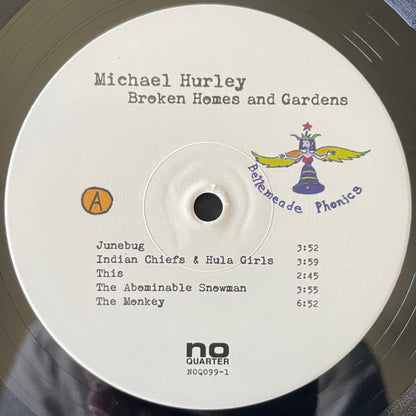 Michael Hurley
Broken Homes and Gardens
Bellemeade Phonics
A
Junebug 3:52
Indian Chiefs & Hula Girls 3:59
This 2:45
The Abominable Snowman 3:55
The Monkey 6:52
no
QUARTER
NOQ099-1